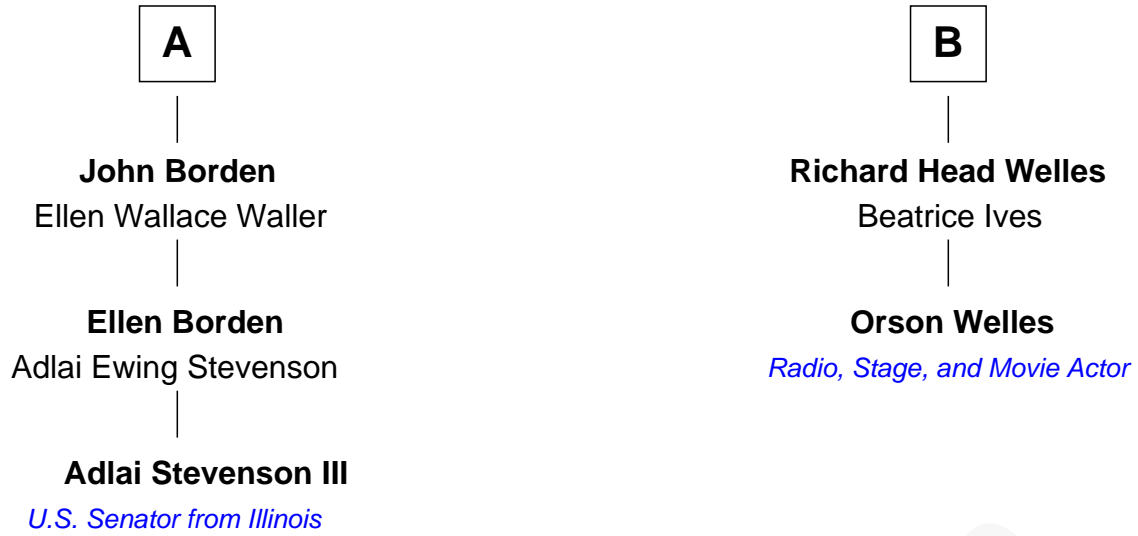 A
John Borden
Ellen Wallace Waller
Ellen Borden
Adlai Ewing Stevenson
Adlai Stevenson III
U.S. Senator from Illinois
B
Richard Head Welles
Beatrice Ives
Orson Welles
Radio, Stage, and Movie Actor